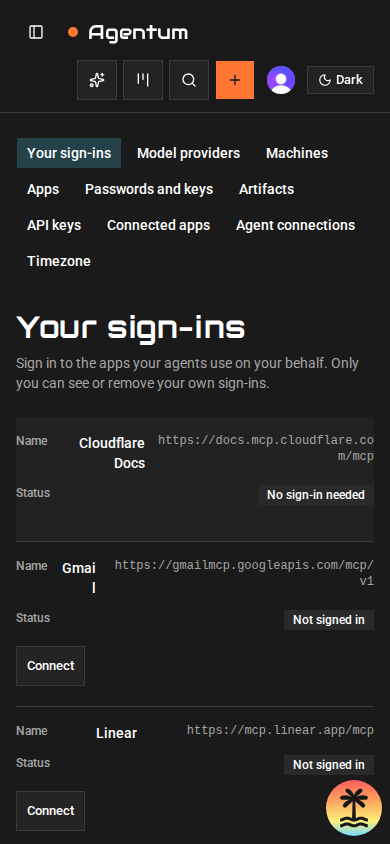 Agentum
Dark
Your sign-ins Model providers Machines
Apps Passwords and keys Artifacts
API keys Connected apps Agent connections
Timezone
Your sign-ins
Sign in to the apps your agents use on your behalf. Only
you can see or remove your own sign-ins.
Name Cloudflare Docs https://docs.mcp.cloudflare.co
m/mcp
Status No sign-in needed
Name Gmai https://gmailmcp.googleapis.com/mcp/
l v1
Status Not signed in
Connect
Name Linear https://mcp.linear.app/mcp
Status Not signed in
Connect